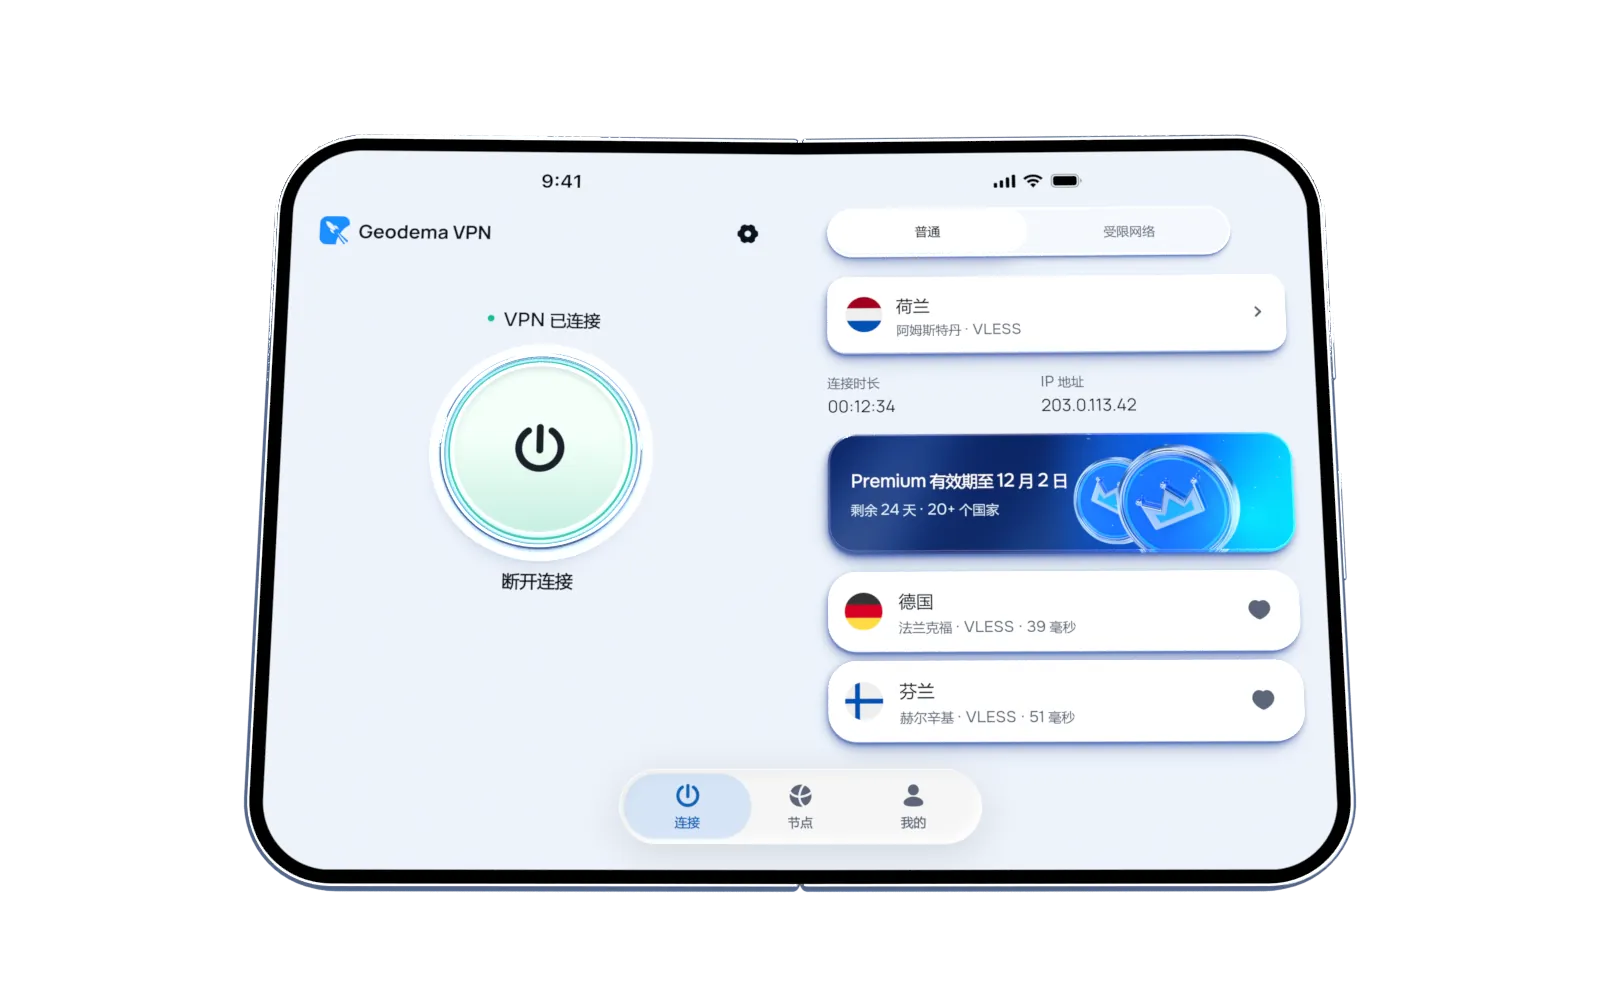 9:41
Geodema VPN
VPN 已连接
断开连接
普通
受限网络
荷兰
阿姆斯特丹 · VLESS
连接时长
00:12:34
IP 地址
203.0.113.42
Premium 有效期至 12 月 2 日
剩余 24 天 · 20+ 个国家
德国
法兰克福 · VLESS · 39 毫秒
芬兰
赫尔辛基 · VLESS · 51 毫秒
连接
节点
我的